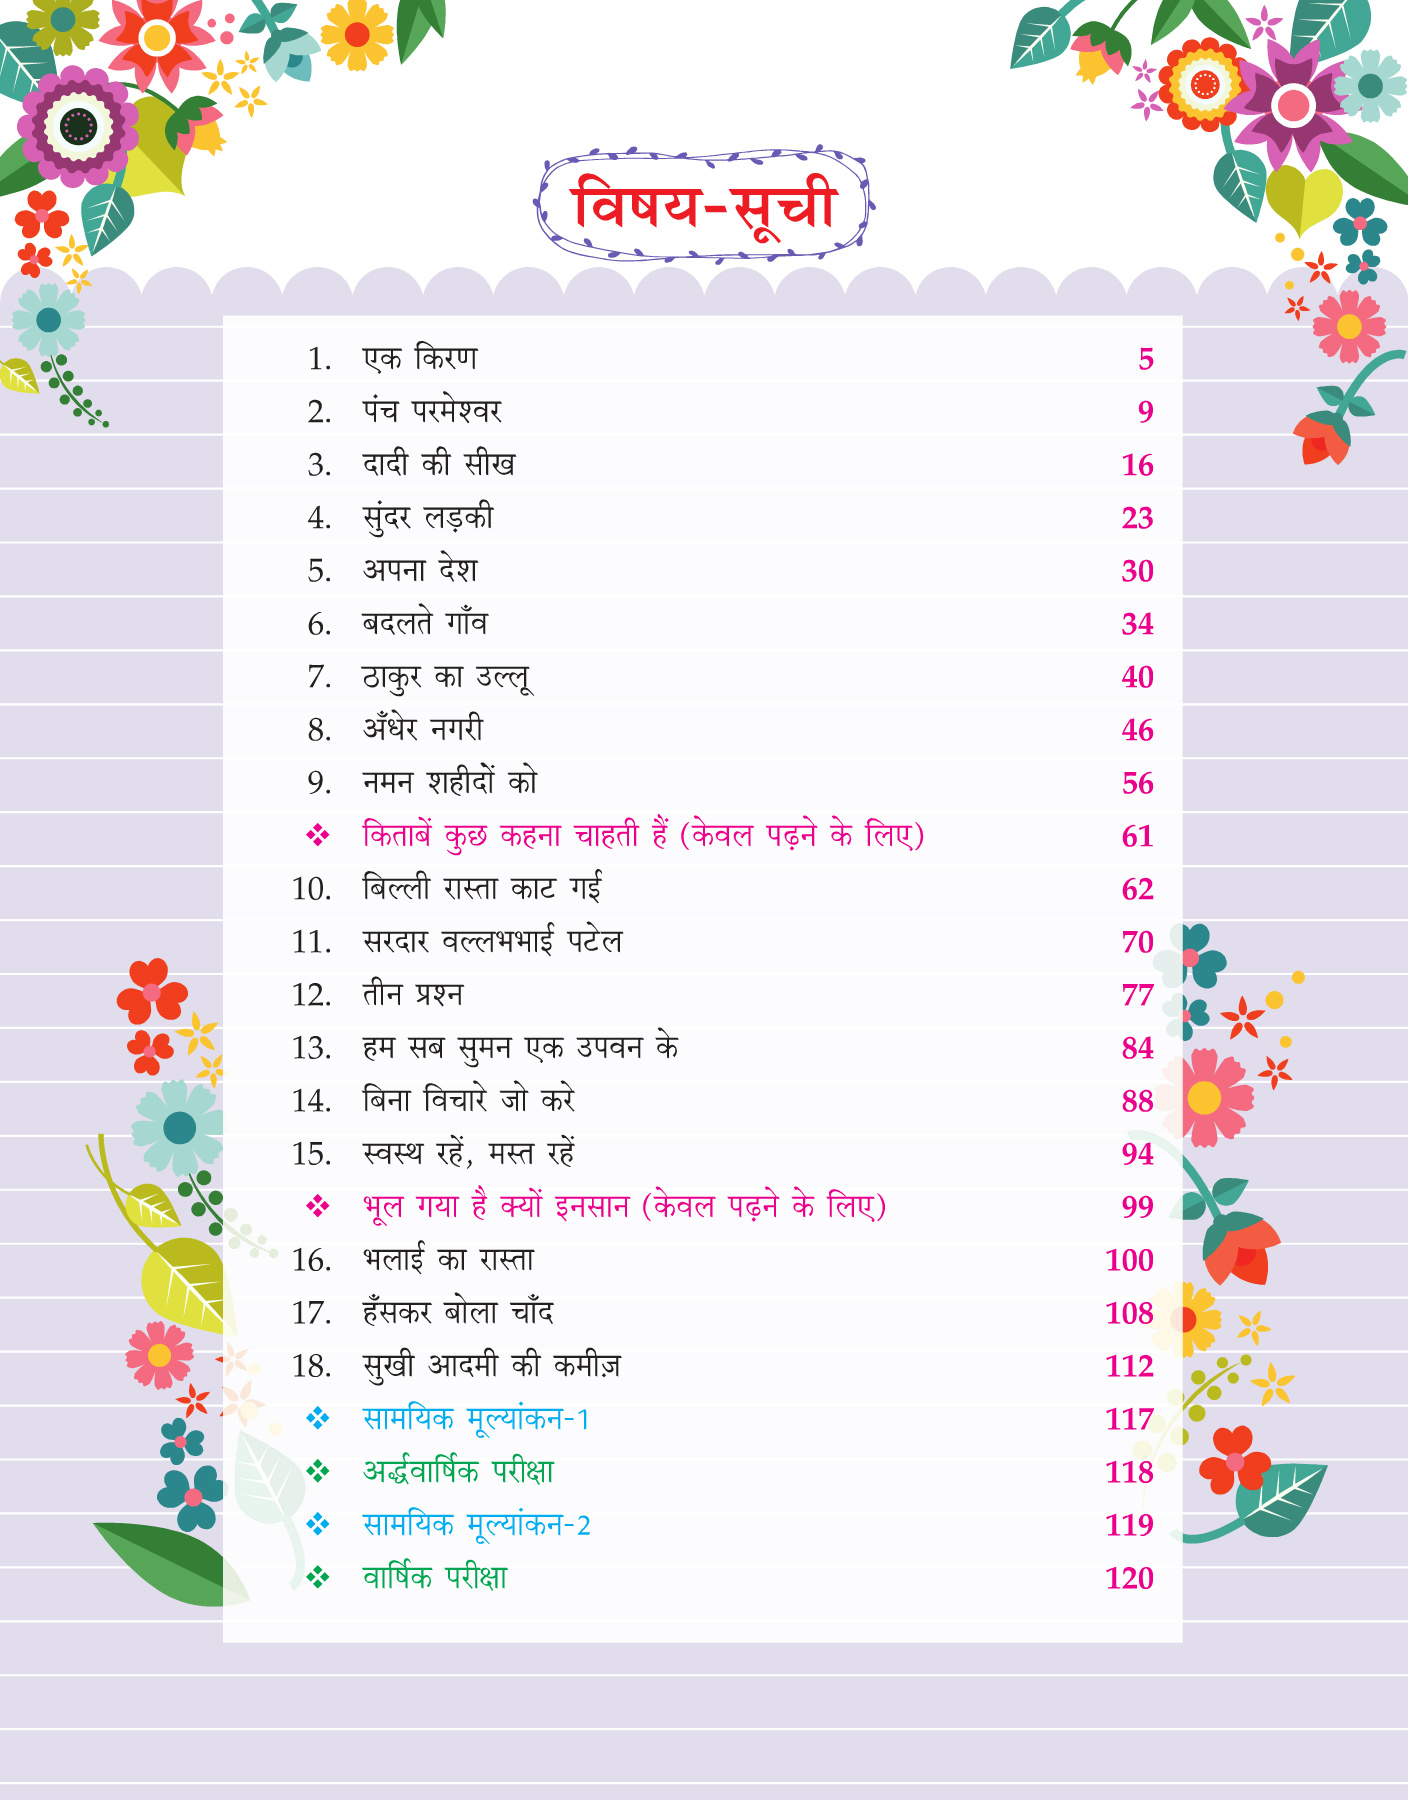 विषय-सूची
1. एक किरण 5
2. पंच परमेश्वर 9
3. दादी की सीख 16
4. सुंदर लड़की 23
5. अपना देश 30
6. बदलते गाँव 34
7. ठाकुर का उल्लू 40
8. अँधेर नगरी 46
9. नमन शहीदों को 56
❖ किताबें कुछ कहना चाहती हैं (केवल पढ़ने के लिए) 61
10. बिल्ली रास्ता काट गई 62
11. सरदार वल्लभभाई पटेल 70
12. तीन प्रश्न 77
13. हम सब सुमन एक उपवन के 84
14. बिना विचारे जो करे 88
15. स्वस्थ रहें, मस्त रहें 94
❖ भूल गया है क्यों इनसान (केवल पढ़ने के लिए) 99
16. भलाई का रास्ता 100
17. हँसकर बोला चाँद 108
18. सुखी आदमी की कमीज़ 112
❖ सामयिक मूल्यांकन-1 117
❖ अर्द्धवार्षिक परीक्षा 118
❖ सामयिक मूल्यांकन-2 119
❖ वार्षिक परीक्षा 120